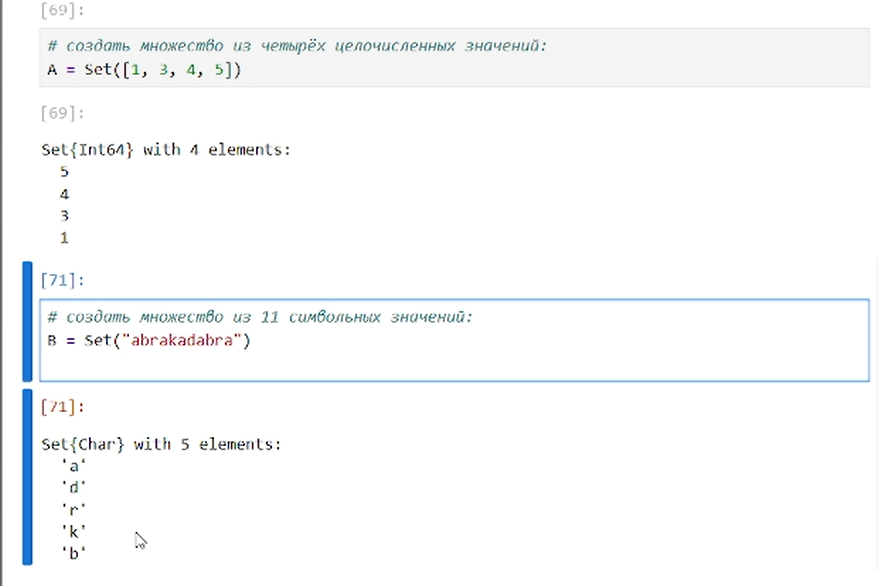 [69]:
# создать множество из четырёх целочисленных значений:
A = Set([1, 3, 4, 5])
[69]:
Set{Int64} with 4 elements:
5
4
3
1
[71]:
# создать множество из 11 символьных значений:
B = Set("abrakadabra")
[71]:
Set{Char} with 5 elements:
'a'
'd'
'r'
'k'
'b'